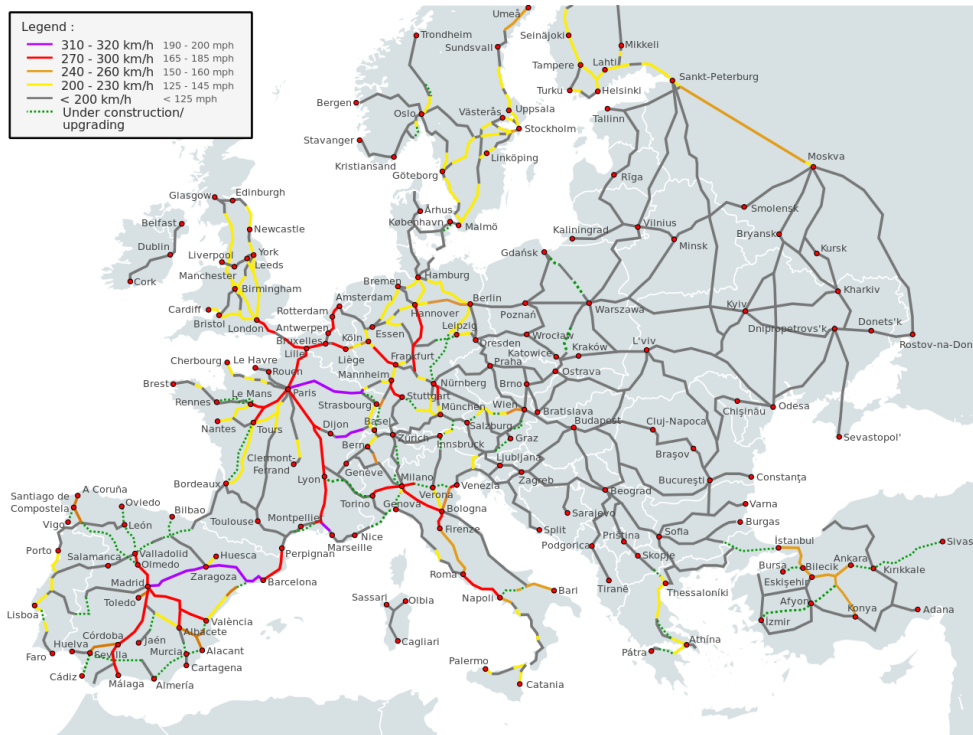 Legend :
310 - 320 km/h 190 - 200 mph
270 - 300 km/h 165 - 185 mph
240 - 260 km/h 150 - 160 mph
200 - 230 km/h 125 - 145 mph
< 200 km/h < 125 mph
Under construction/
upgrading
Umeå
Trondheim
Sundsvall
Seinäjoki
Mikkeli
Tampere
Lahti
Sankt-Peterburg
Turku
Helsinki
Bergen
Oslo
Västerås
Uppsala
Stockholm
Tallinn
Stavanger
Kristiansand
Linköping
Göteborg
Moskva
Rīga
Glasgow
Edinburgh
Århus
København
Malmö
Kaliningrad
Vilnius
Smolensk
Belfast
Newcastle
Minsk
Bryansk
Dublin
Liverpool
York
Leeds
Gdańsk
Kursk
Cork
Manchester
Birmingham
Hamburg
Bremen
Kharkiv
Cardiff
Bristol
London
Amsterdam
Rotterdam
Hannover
Berlin
Poznań
Warszawa
Kyiv
Antwerpen
Bruxelles
Essen
Leipzig
Wrocław
Dnipropetrovs'k
Donets'k
Rostov-na-Donu
Lille
Köln
Liège
Dresden
Katowice
Kraków
L'viv
Cherbourg
Le Havre
Rouen
Frankfurt
Praha
Ostrava
Brest
Rennes
Le Mans
Paris
Mannheim
Nürnberg
Brno
Strasbourg
Stuttgart
München
Wien
Bratislava
Chişinău
Odesa
Nantes
Tours
Dijon
Basel
Zürich
Innsbruck
Salzburg
Graz
Budapest
Cluj-Napoca
Sevastopol'
Clermont-
Ferrand
Bern
Genève
Ljubljana
Zagreb
Braşov
Bordeaux
Lyon
Torino
Milano
Verona
Venezia
Bucureşti
Constanţa
A Coruña
Santiago de
Compostela
Oviedo
Bilbao
Genova
Bologna
Beograd
Varna
Vigo
León
Toulouse
Montpellier
Nice
Marseille
Firenze
Split
Sarajevo
Burgas
Porto
Salamanca
Valladolid
Olmedo
Huesca
Perpignan
Podgorica
Priština
Skopje
Sofia
İstanbul
Ankara
Sivas
Madrid
Zaragoza
Barcelona
Roma
Bursa
Bilecik
Eskişehir
Kırıkkale
Toledo
Sassari
Olbia
Napoli
Bari
Tiranë
Thessaloníki
Afyon
Lisboa
València
Albacete
İzmir
Konya
Adana
Córdoba
Jaén
Murcia
Alacant
Cagliari
Huelva
Sevilla
Cartagena
Athína
Pátra
Faro
Cádiz
Málaga
Almería
Palermo
Catania